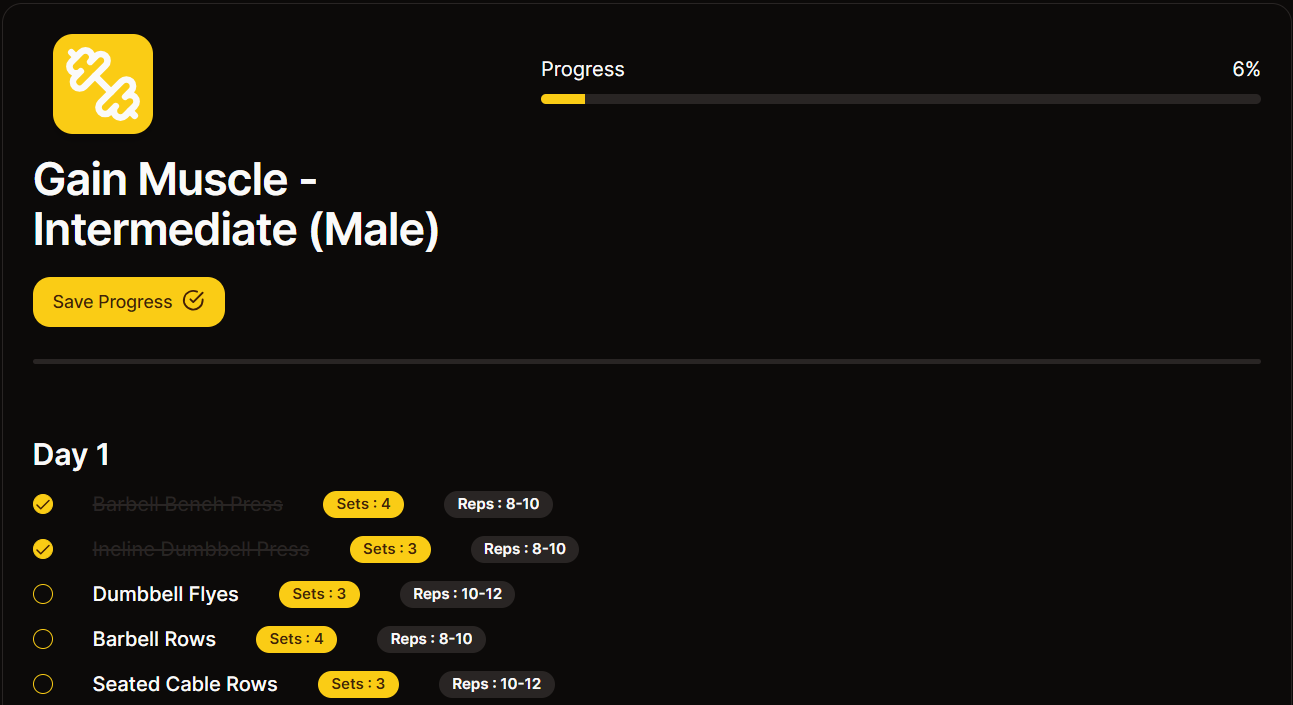 Progress 6%
Gain Muscle -
Intermediate (Male)
Save Progress
Day 1
Barbell Bench Press Sets : 4 Reps : 8-10
Incline Dumbbell Press Sets : 3 Reps : 8-10
Dumbbell Flyes Sets : 3 Reps : 10-12
Barbell Rows Sets : 4 Reps : 8-10
Seated Cable Rows Sets : 3 Reps : 10-12